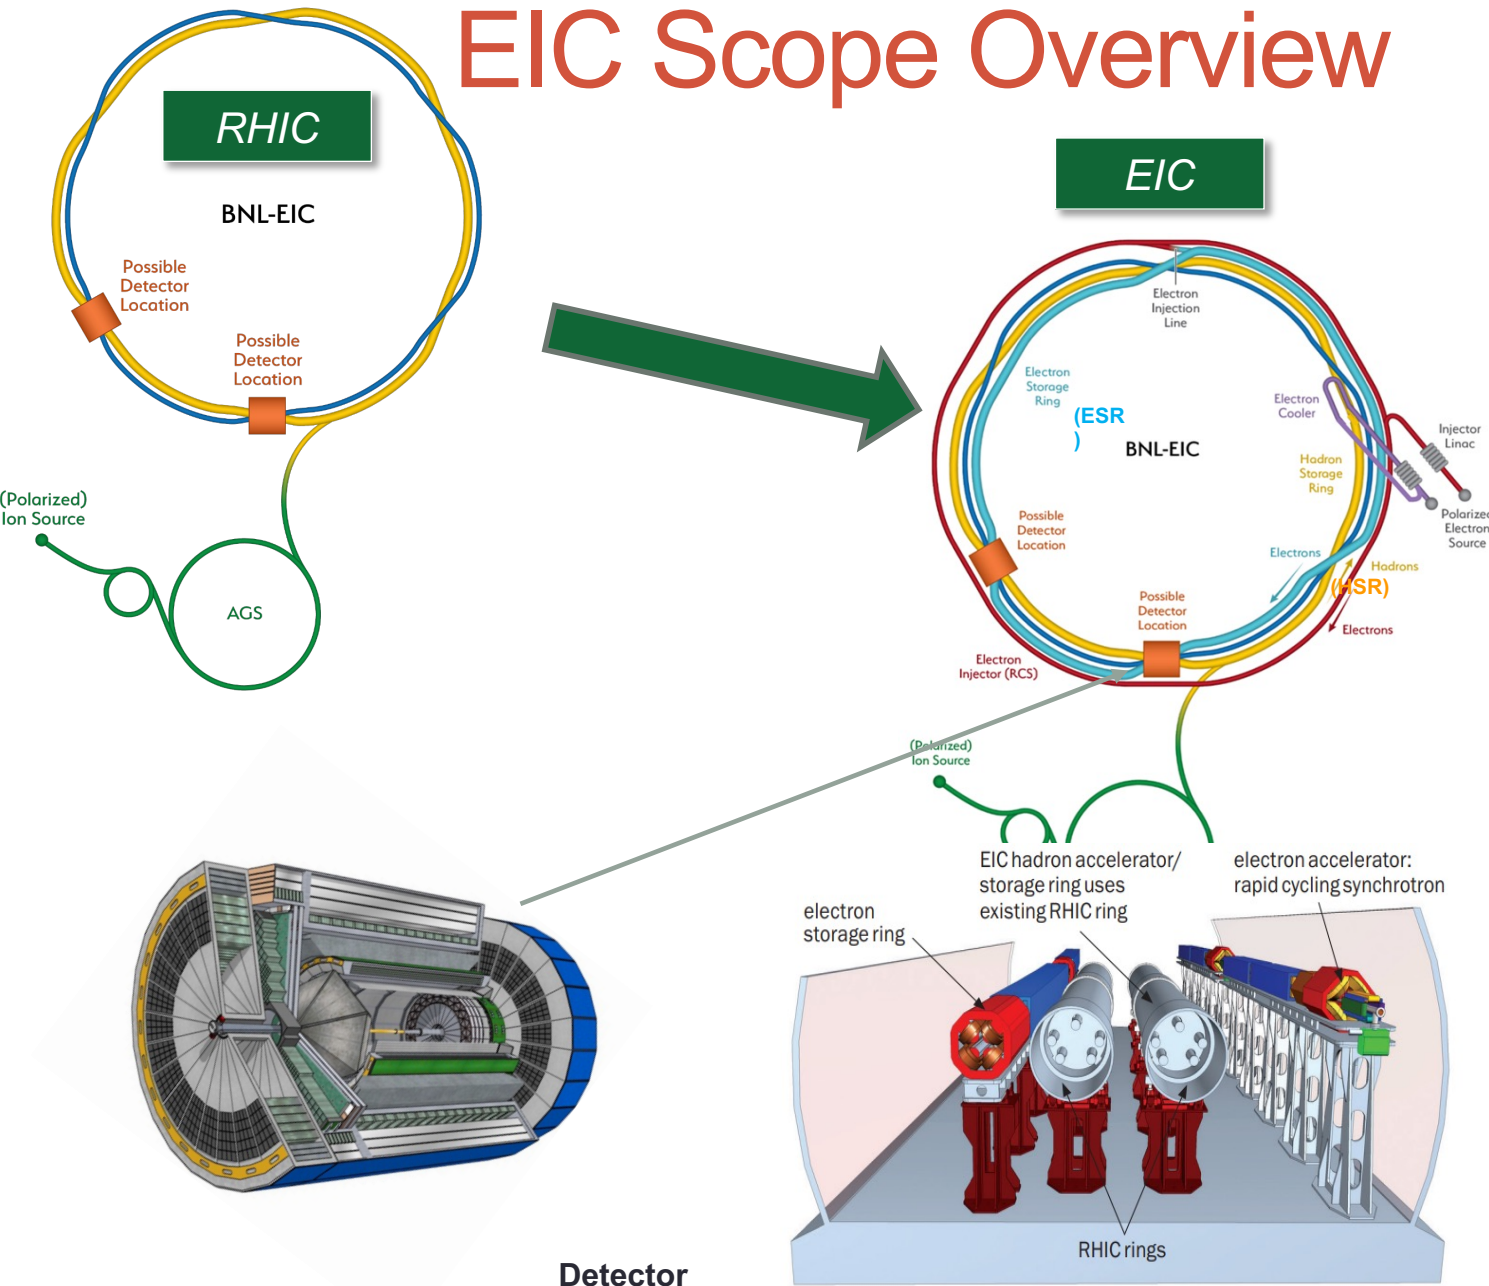 EIC Scope Overview
RHIC
BNL-EIC
Possible
Detector
Location
Possible
Detector
Location
(Polarized)
Ion Source
AGS
EIC
Electron
Injection
Line
Electron
Storage
Ring
(ESR
)
BNL-EIC
Electron
Cooler
Injector
Linac
Hadron
Storage
Ring
Polarized
Electron
Source
Possible
Detector
Location
Electrons
Hadrons
(HSR)
Possible
Detector
Location
Electrons
Electron
Injector (RCS)
(Polarized)
Ion Source
EIC hadron accelerator/
storage ring uses
existing RHIC ring
electron accelerator:
rapid cycling synchrotron
electron
storage ring
RHIC rings
Detector